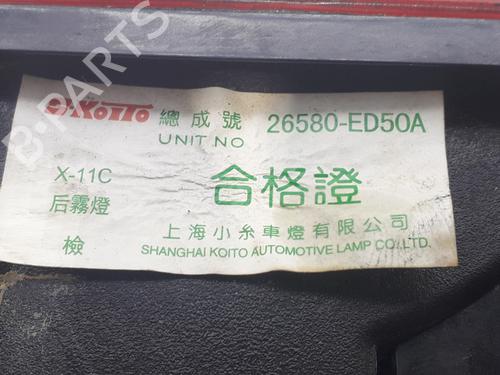 KOITO 總成號 26580-ED50A
UNIT NO
X-11C 合格證
后霧燈
檢 上海小糸車燈有限公司
SHANGHAI KOITO AUTOMOTIVE LAMP CO., LTD.
B-PARTS